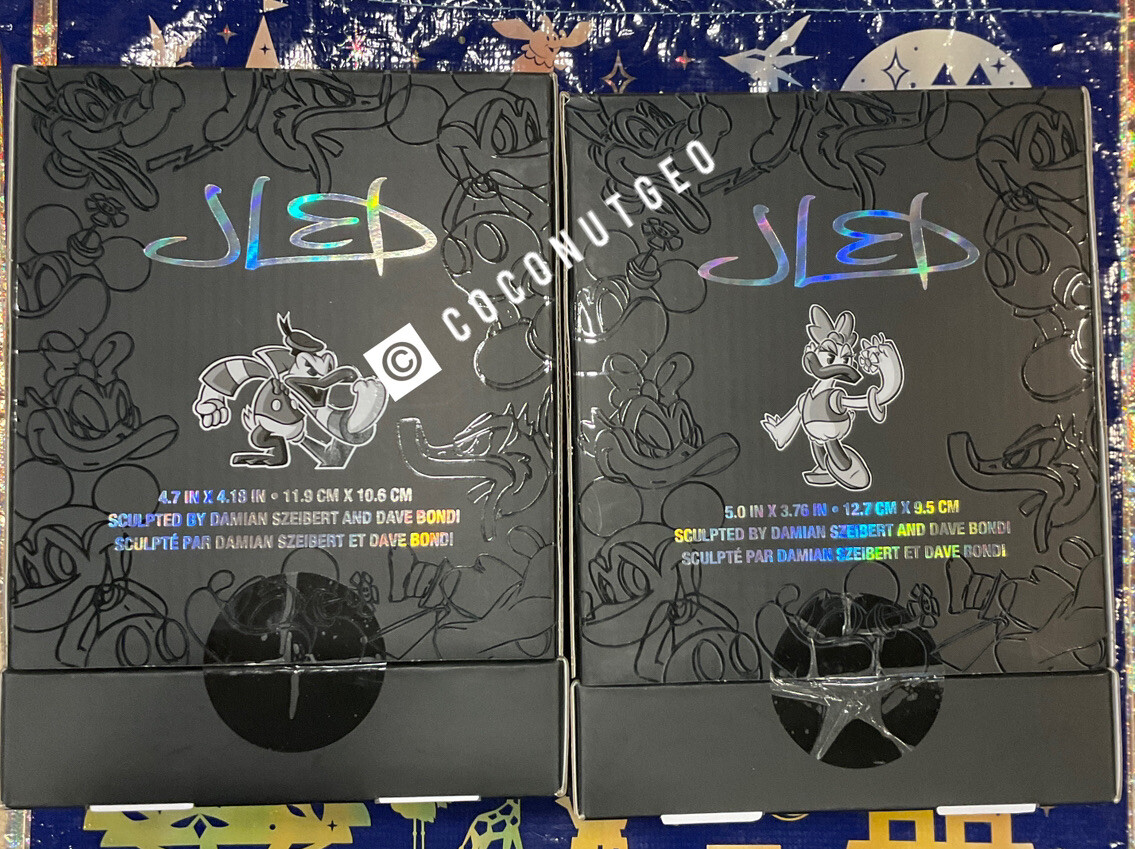 JLED
4.7 IN X 4.18 IN • 11.9 CM X 10.6 CM
SCULPTED BY DAMIAN SZEIBERT AND DAVE BONDI
SCULPTÉ PAR DAMIAN SZEIBERT ET DAVE BONDI
© COCONUTGEO
JLED
5.0 IN X 3.76 IN • 12.7 CM X 9.5 CM
SCULPTED BY DAMIAN SZEIBERT AND DAVE BONDI
SCULPTÉ PAR DAMIAN SZEIBERT ET DAVE BONDI